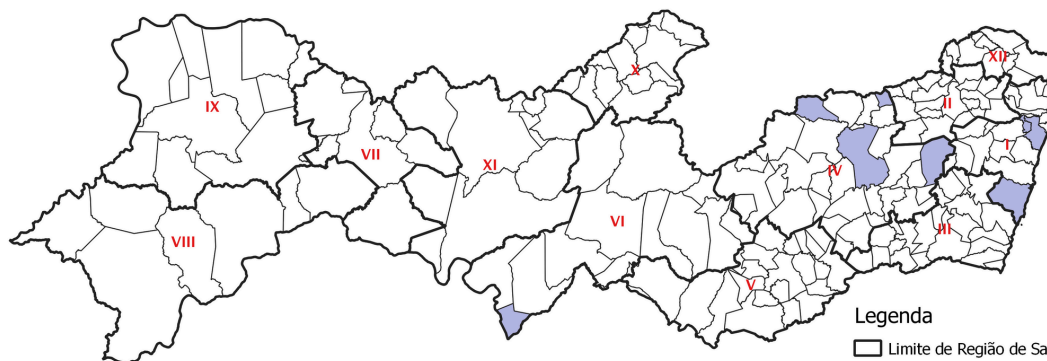 XII
X
IX
II
I
VII
XI
IV
VI
III
VIII
V
Legenda
Limite de Região de Sa